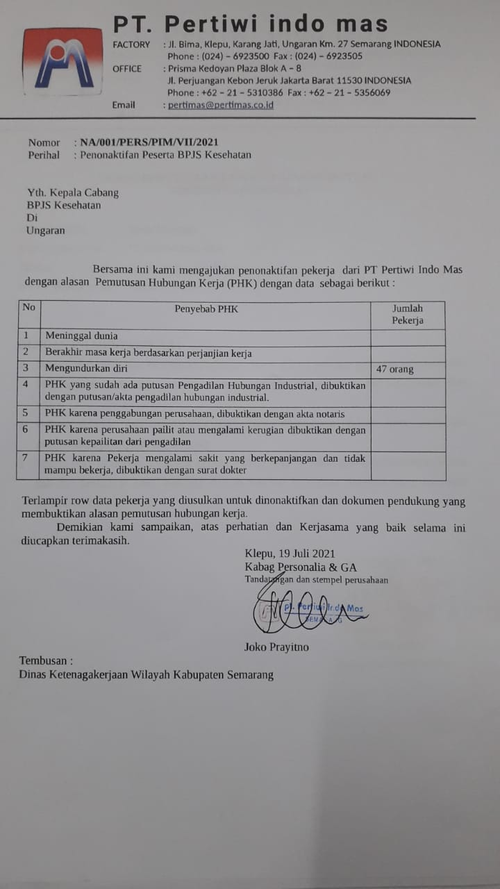 PT. Pertiwi indo mas
FACTORY : Jl. Bima, Klepu, Karang Jati, Ungaran Km. 27 Semarang INDONESIA
Phone : (024) – 6923500 Fax : (024) – 6923505
OFFICE : Prisma Kedoyan Plaza Blok A – 8
Jl. Perjuangan Kebon Jeruk Jakarta Barat 11530 INDONESIA
Phone : +62 – 21 – 5310386 Fax : +62 – 21 – 5356069
Email : pertimas@pertimas.co.id
Nomor : NA/001/PERS/PIM/VII/2021
Perihal : Penonaktifan Peserta BPJS Kesehatan
Yth. Kepala Cabang
BPJS Kesehatan
Di
Ungaran
Bersama ini kami mengajukan penonaktifan pekerja dari PT Pertiwi Indo Mas
dengan alasan Pemutusan Hubungan Kerja (PHK) dengan data sebagai berikut :
No Penyebab PHK Jumlah
Pekerja
1 Meninggal dunia
2 Berakhir masa kerja berdasarkan perjanjian kerja
3 Mengundurkan diri 47 orang
4 PHK yang sudah ada putusan Pengadilan Hubungan Industrial, dibuktikan
dengan putusan/akta pengadilan hubungan industrial.
5 PHK karena penggabungan perusahaan, dibuktikan dengan akta notaris
6 PHK karena perusahaan pailit atau mengalami kerugian dibuktikan dengan
putusan kepailitan dari pengadilan
7 PHK karena Pekerja mengalami sakit yang berkepanjangan dan tidak
mampu bekerja, dibuktikan dengan surat dokter
Terlampir row data pekerja yang diusulkan untuk dinonaktifkan dan dokumen pendukung yang
membuktikan alasan pemutusan hubungan kerja.
Demikian kami sampaikan, atas perhatian dan Kerjasama yang baik selama ini
diucapkan terimakasih.
Klepu, 19 Juli 2021
Kabag Personalia & GA
Tandatangan dan stempel perusahaan
pt. Pertiwi Indo Mas
Joko Prayitno
Tembusan :
Dinas Ketenagakerjaan Wilayah Kabupaten Semarang